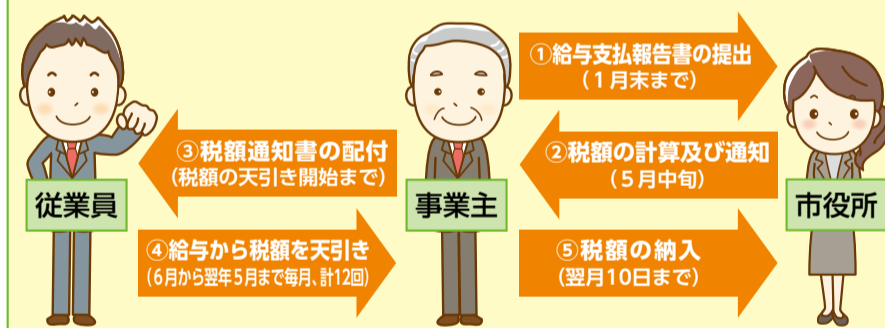 ①給与支払報告書の提出
(1月末まで)
②税額の計算及び通知
(5月中旬)
③税額通知書の配付
(税額の天引き開始まで)
従業員
事業主
市役所
④給与から税額を天引き
(6月から翌年5月まで毎月、計12回)
⑤税額の納入
(翌月10日まで)